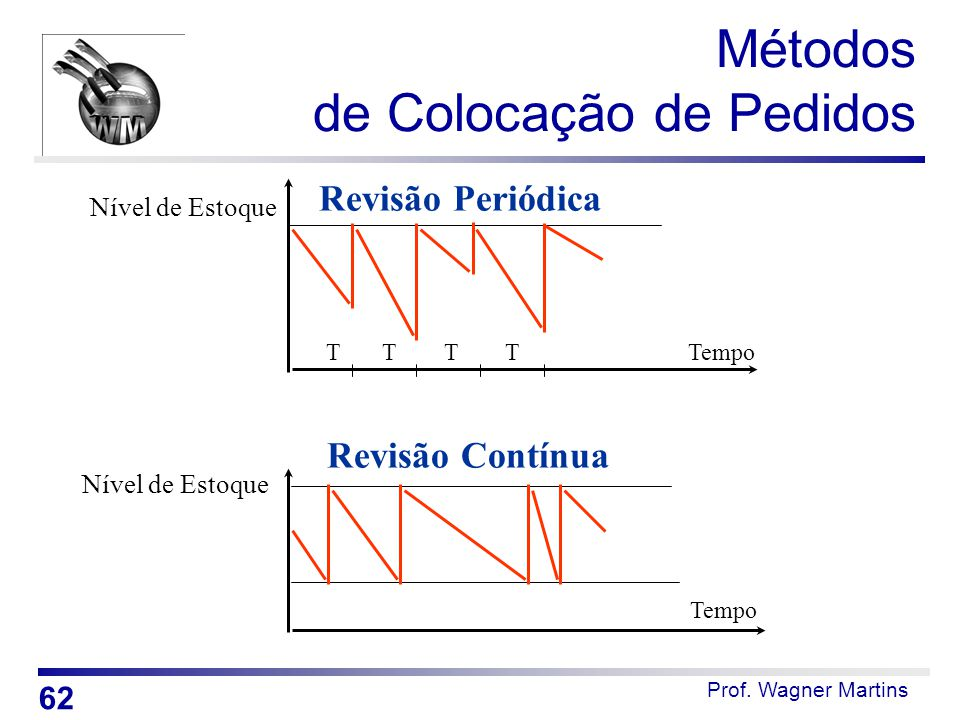 Métodos
de Colocação de Pedidos
WM
Revisão Periódica
Nível de Estoque
T T T T Tempo
Revisão Contínua
Nível de Estoque
Tempo
62
Prof. Wagner Martins